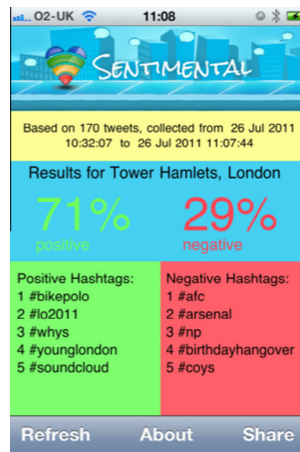 O2-UK 11:08
SENTIMENTAL
Based on 170 tweets, collected from 26 Jul 2011
10:32:07 to 26 Jul 2011 11:07:44
Results for Tower Hamlets, London
71% 29%
positive negative
Positive Hashtags:
1 #bikepolo
2 #lo2011
3 #whys
4 #younglondon
5 #soundcloud
Negative Hashtags:
1 #afc
2 #arsenal
3 #np
4 #birthdayhangover
5 #coys
Refresh About Share